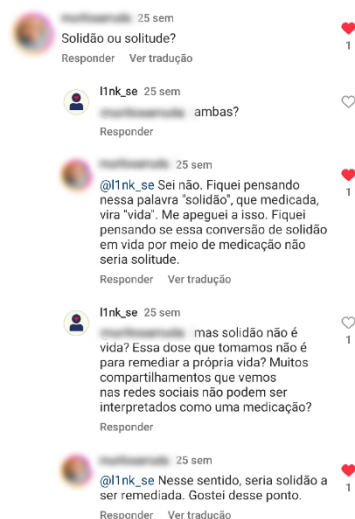 25 sem
Solidão ou solitude?
Responder Ver tradução
1
l1nk_se 25 sem
ambas?
Responder
25 sem
@l1nk_se Sei não. Fiquei pensando
nessa palavra "solidão", que medicada,
vira "vida". Me apeguei a isso. Fiquei
pensando se essa conversão de solidão
em vida por meio de medicação não
seria solitude.
Responder Ver tradução
1
l1nk_se 25 sem
mas solidão não é
vida? Essa dose que tomamos não é
para remediar a própria vida? Muitos
compartilhamentos que vemos
nas redes sociais não podem ser
interpretados como uma medicação?
Responder
1
25 sem
@l1nk_se Nesse sentido, seria solidão a
ser remediada. Gostei desse ponto.
Responder Ver tradução
1